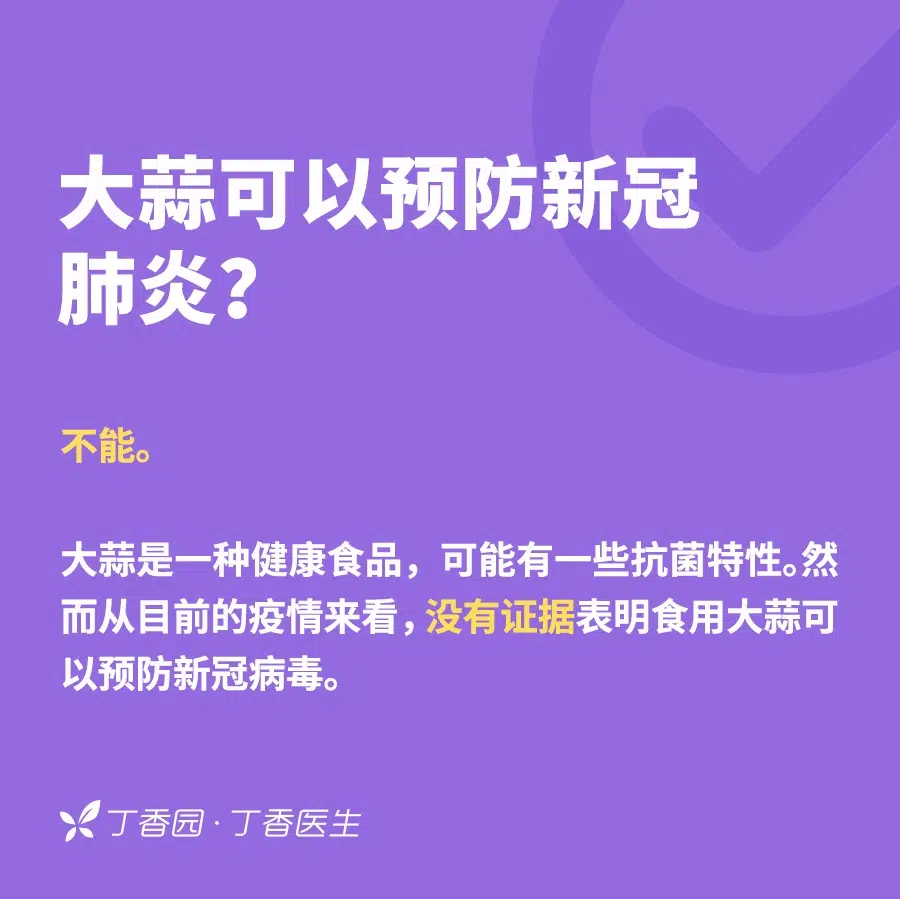 大蒜可以预防新冠
肺炎？
不能。
大蒜是一种健康食品，可能有一些抗菌特性。然
而从目前的疫情来看，没有证据表明食用大蒜可
以预防新冠病毒。
丁香园·丁香医生